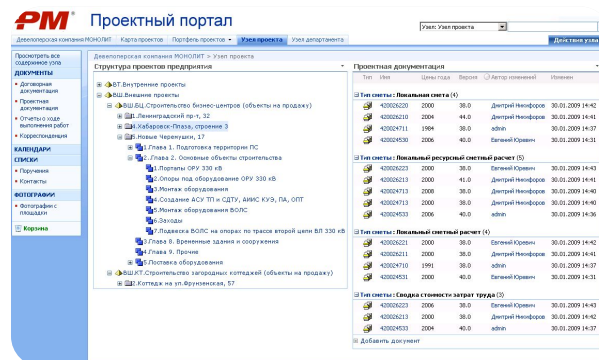 PM® Проектный портал
Узел: Узел проекта
Девелоперская компания МОНОЛИТ Карта проектов Портфель проектов Узел проекта Узел департамента
Действия узла
Просмотреть все содержимое узла
ДОКУМЕНТЫ
Договорная документация
Проектная документация
Отчеты о ходе выполнения работ
Корреспонденция
КАЛЕНДАРИ
СПИСКИ
Поручения
Контакты
ФОТОГРАФИИ
Фотографии с площадки
Корзина
Девелоперская компания МОНОЛИТ > Узел проекта
Структура проектов предприятия
ВТ.Внутренние проекты
ВШ.Внешние проекты
ВШ.БЦ.Строительство бизнес-центров (объекты на продажу)
1.Ленинградский пр-т, 32
4.Хабаровск-Плаза, строение 3
5.Новые Черемушки, 17
1.Глава 1. Подготовка территории ПС
2.Глава 2. Основные объекты строительства
1.Порталы ОРУ 330 кВ
2.Опоры под оборудование ОРУ 330 кВ
3.Монтаж оборудования
4.Создание АСУ ТП и СДТУ, АИИС КУЭ, ПА, ОПТ
5.Монтаж оборудования ВОЛС
6.Заходы
7.Подвеска ВОЛС на опорах по трассе второй цепи ВЛ 330 кВ
3.Глава 8. Временные здания и сооружения
4.Глава 9. Прочие
5.Поставка оборудования
ВШ.КТ.Строительство загородных коттеджей (объекты на продажу)
2.Коттедж на ул.Фрунзенская, 57
Проектная документация
Тип Имя Цены года Версия Автор изменений Изменен
Тип сметы : Локальная смета (4)
420026220 2000 38.0 Дмитрий Никифоров 30.01.2009 14:42
420026210 2004 44.0 Дмитрий Никифоров 30.01.2009 14:41
420024711 1984 38.0 admin 30.01.2009 14:37
420024530 2006 40.0 Евгений Юревич 30.01.2009 14:31
Тип сметы : Локальный ресурсный сметный расчет (5)
420026223 2000 38.0 Евгений Юревич 30.01.2009 14:43
420026213 2000 41.0 Дмитрий Никифоров 30.01.2009 14:41
420024713 2008 38.0 Дмитрий Никифоров 30.01.2009 14:40
420024713 2000 38.0 Дмитрий Никифоров 30.01.2009 14:40
420024533 2006 40.0 admin 30.01.2009 14:36
Тип сметы : Локальный сметный расчет (4)
420026221 2000 38.0 Евгений Юревич 30.01.2009 14:42
420026211 2000 38.0 Дмитрий Никифоров 30.01.2009 14:41
420024710 1991 38.0 admin 30.01.2009 14:37
420024531 2000 40.0 Евгений Юревич 30.01.2009 14:31
Тип сметы : Сводка стоимости затрат труда (3)
420026223 2006 38.0 Евгений Юревич 30.01.2009 14:43
420026213 2000 40.0 Дмитрий Никифоров 30.01.2009 14:42
420024533 2004 40.0 admin 30.01.2009 14:37
Добавить документ